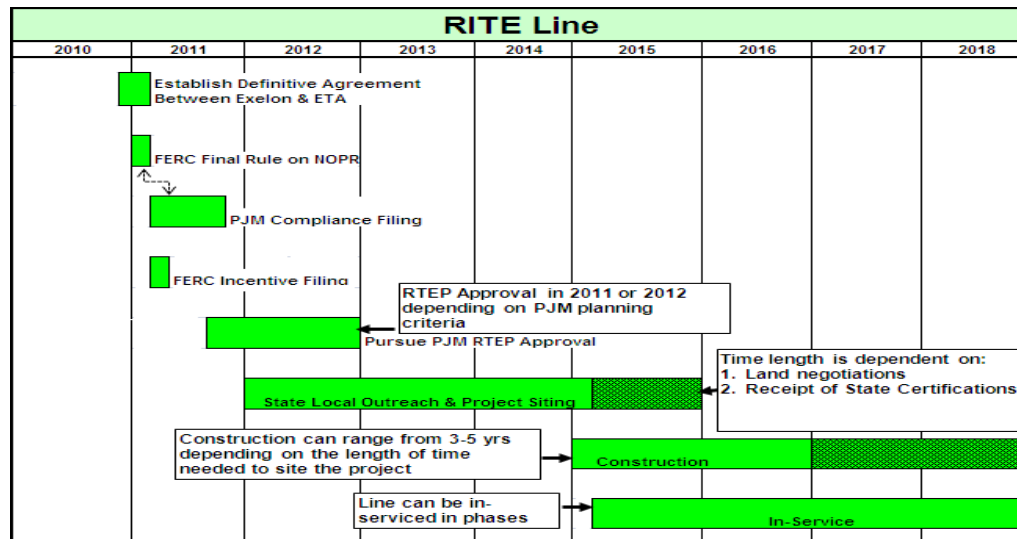 RITE Line
2010 2011 2012 2013 2014 2015 2016 2017 2018
Establish Definitive Agreement
Between Exelon & ETA
FERC Final Rule on NOPR
PJM Compliance Filing
FERC Incentive Filing
RTEP Approval in 2011 or 2012
depending on PJM planning
criteria
Pursue PJM RTEP Approval
Time length is dependent on:
1. Land negotiations
2. Receipt of State Certifications
State Local Outreach & Project Siting
Construction can range from 3-5 yrs
depending on the length of time
needed to site the project
Construction
Line can be in-
serviced in phases
In-Service